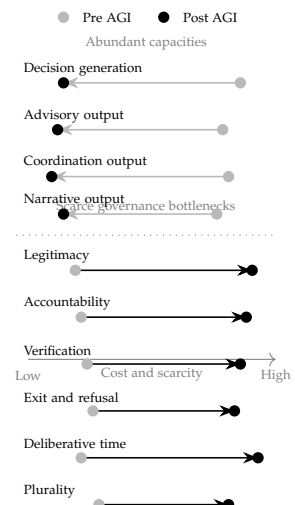 Pre AGI Post AGI
Abundant capacities
Decision generation
Advisory output
Coordination output
Narrative output
Scarce governance bottlenecks
Legitimacy
Accountability
Verification
Low Cost and scarcity High
Exit and refusal
Deliberative time
Plurality